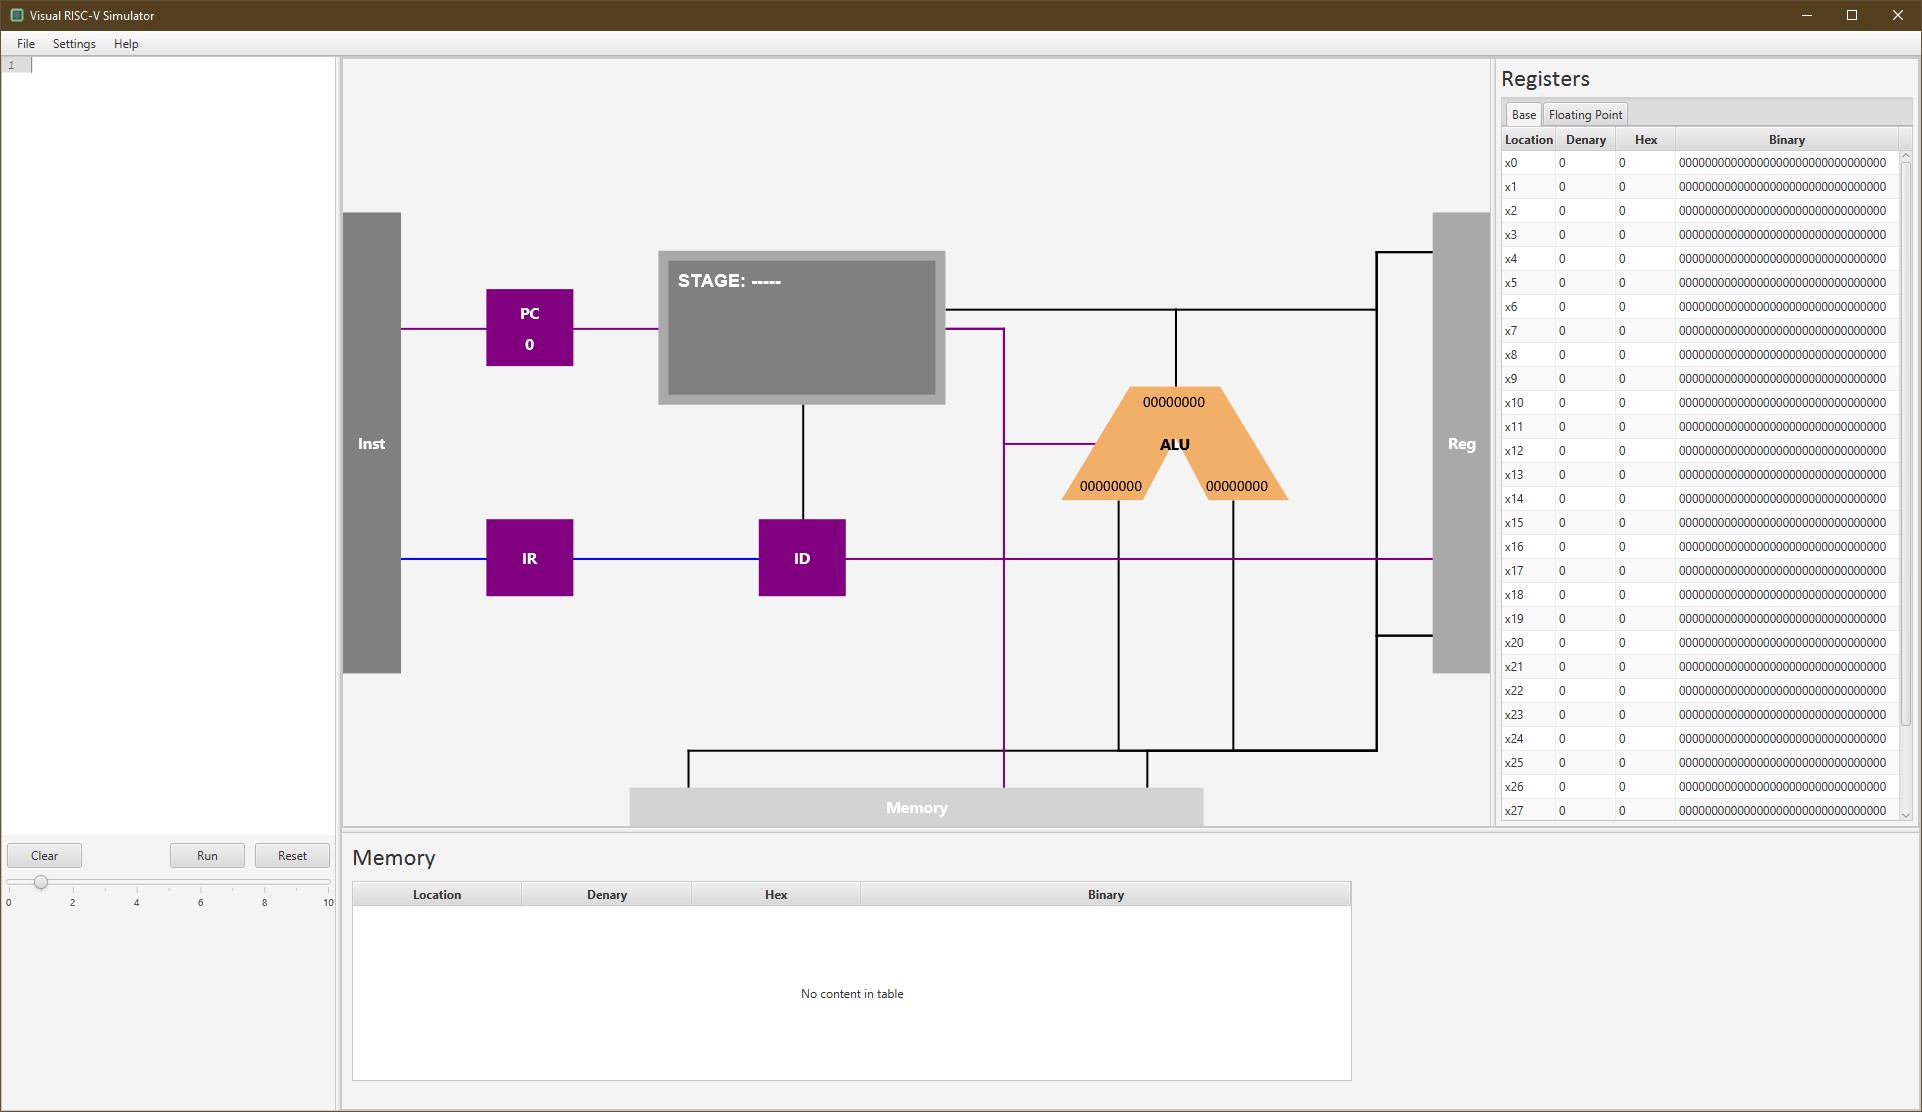 Visual RISC-V Simulator
File Settings Help
1
Clear Run Reset
0 2 4 6 8 10
STAGE: -----
PC
0
Inst
IR
ID
00000000
ALU
00000000 00000000
Reg
Memory
Memory
Location Denary Hex Binary
No content in table
Registers
Base Floating Point
Location Denary Hex Binary
x0 0 0 00000000000000000000000000000000
x1 0 0 00000000000000000000000000000000
x2 0 0 00000000000000000000000000000000
x3 0 0 00000000000000000000000000000000
x4 0 0 00000000000000000000000000000000
x5 0 0 00000000000000000000000000000000
x6 0 0 00000000000000000000000000000000
x7 0 0 00000000000000000000000000000000
x8 0 0 00000000000000000000000000000000
x9 0 0 00000000000000000000000000000000
x10 0 0 00000000000000000000000000000000
x11 0 0 00000000000000000000000000000000
x12 0 0 00000000000000000000000000000000
x13 0 0 00000000000000000000000000000000
x14 0 0 00000000000000000000000000000000
x15 0 0 00000000000000000000000000000000
x16 0 0 00000000000000000000000000000000
x17 0 0 00000000000000000000000000000000
x18 0 0 00000000000000000000000000000000
x19 0 0 00000000000000000000000000000000
x20 0 0 00000000000000000000000000000000
x21 0 0 00000000000000000000000000000000
x22 0 0 00000000000000000000000000000000
x23 0 0 00000000000000000000000000000000
x24 0 0 00000000000000000000000000000000
x25 0 0 00000000000000000000000000000000
x26 0 0 00000000000000000000000000000000
x27 0 0 00000000000000000000000000000000